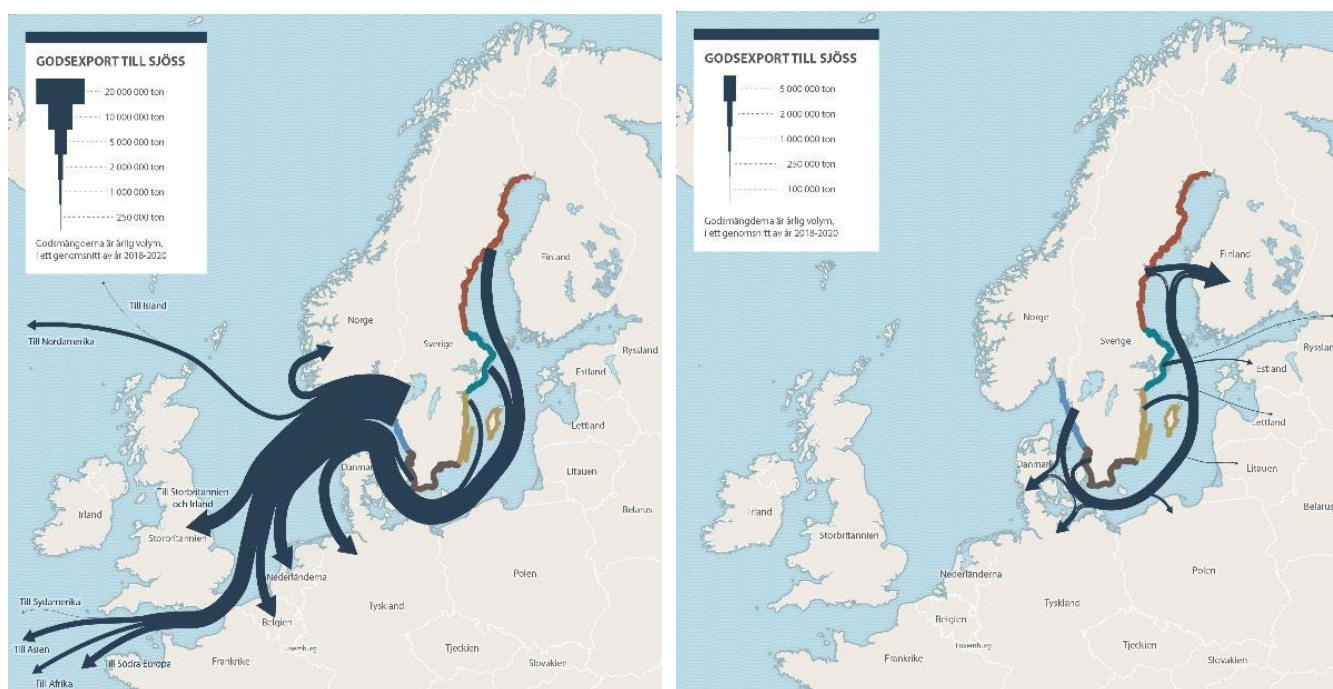 GODSEXPORT TILL SJÖSS
20 000 000 ton
10 000 000 ton
5 000 000 ton
2 000 000 ton
1 000 000 ton
250 000 ton
Godsmängderna är årlig volym,
i ett genomsnitt av år 2018-2020
Till Island
Till Nordamerika
Norge
Sverige
Finland
Ryssland
Estland
Lettland
Litauen
Belarus
Danmark
Till Storbritannien
och Irland
Irland
Storbritannien
Nederländerna
Polen
Tyskland
Belgien
Till Sydamerika
Till Asien
Till Södra Europa
Till Afrika
Frankrike
Luxemburg
Tjeckien
Slovakien
GODSEXPORT TILL SJÖSS
5 000 000 ton
2 000 000 ton
1 000 000 ton
250 000 ton
100 000 ton
Godsmängderna är årlig volym,
i ett genomsnitt av år 2018-2020
Finland
Norge
Sverige
Ryssland
Estland
Lettland
Danmark
Litauen
Belarus
Irland
Storbritannien
Nederländerna
Polen
Tyskland
Belgien
Luxemburg
Frankrike
Tjeckien
Slovakien